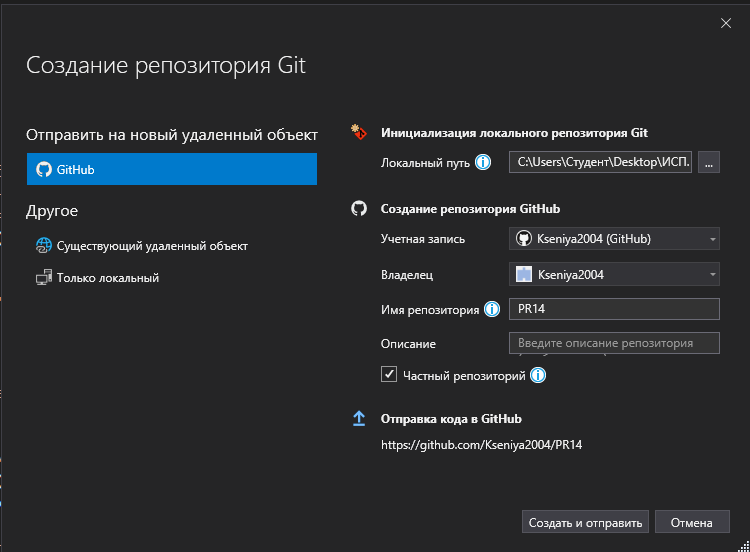 Создание репозитория Git
Отправить на новый удаленный объект
GitHub
Другое
Существующий удаленный объект
Только локальный
Инициализация локального репозитория Git
Локальный путь C:\Users\Студент\Desktop\ИСП. ...
Создание репозитория GitHub
Учетная запись Kseniya2004 (GitHub)
Владелец Kseniya2004
Имя репозитория PR14
Описание Введите описание репозитория
Частный репозиторий
Отправка кода в GitHub
https://github.com/Kseniya2004/PR14
Создать и отправить Отмена